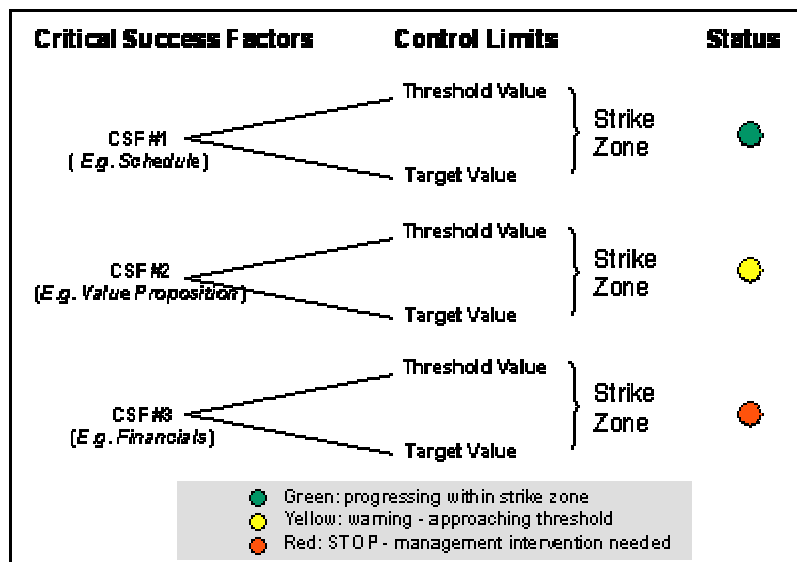 Critical Success Factors Control Limits Status
Threshold Value
CSF #1
( E.g. Schedule)
Target Value
Strike
Zone
Threshold Value
CSF #2
(E.g. Value Proposition)
Target Value
Strike
Zone
Threshold Value
CSF #3
(E.g. Financials)
Target Value
Strike
Zone
Green: progressing within strike zone
Yellow: warning - approaching threshold
Red: STOP - management intervention needed